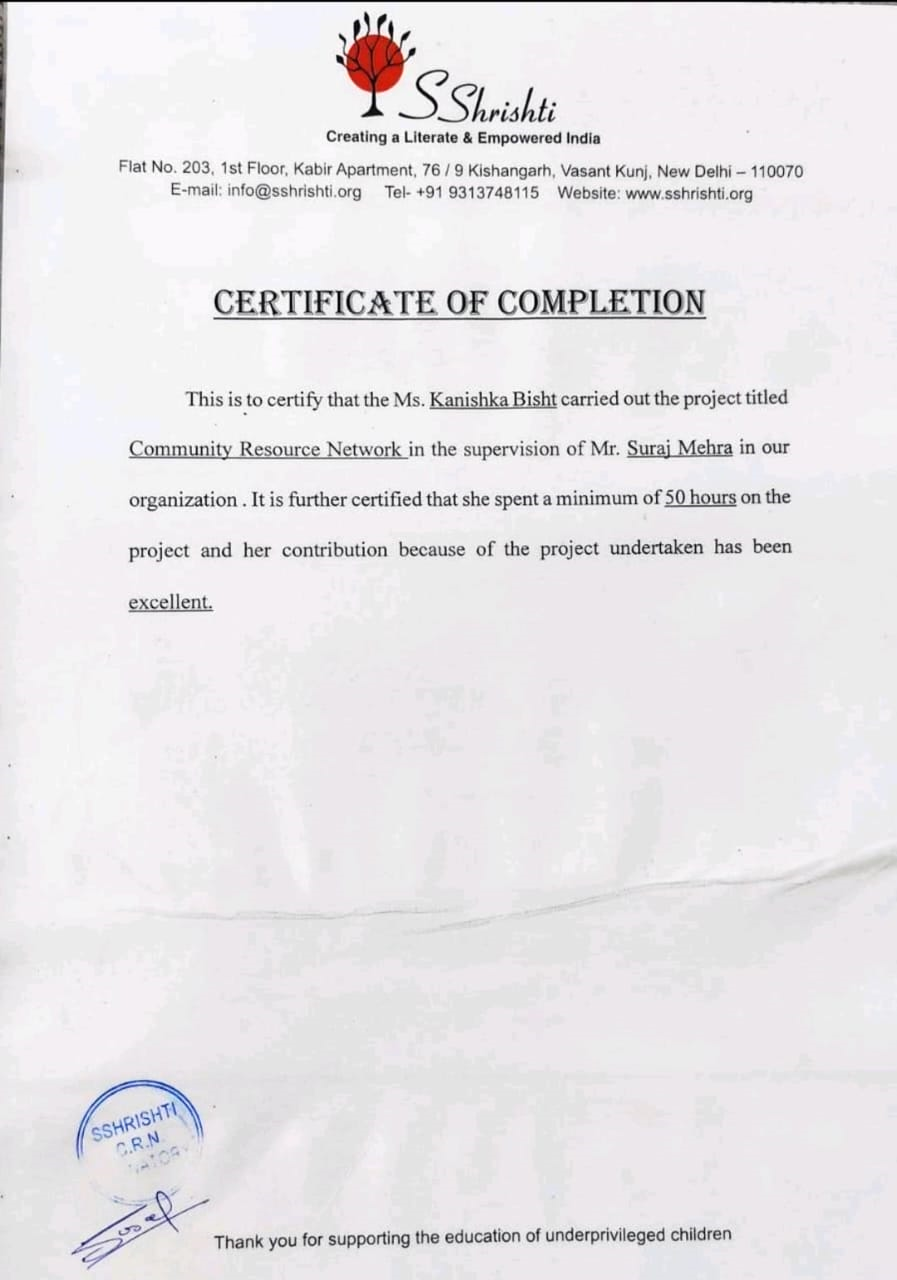 SShrishti
Creating a Literate & Empowered India
Flat No. 203, 1st Floor, Kabir Apartment, 76 / 9 Kishangarh, Vasant Kunj, New Delhi – 110070
E-mail: info@sshrishti.org Tel- +91 9313748115 Website: www.sshrishti.org
CERTIFICATE OF COMPLETION
This is to certify that the Ms. Kanishka Bisht carried out the project titled
Community Resource Network in the supervision of Mr. Suraj Mehra in our
organization . It is further certified that she spent a minimum of 50 hours on the
project and her contribution because of the project undertaken has been
excellent.
SSHRISHTI
C.R.N.
Thank you for supporting the education of underprivileged children